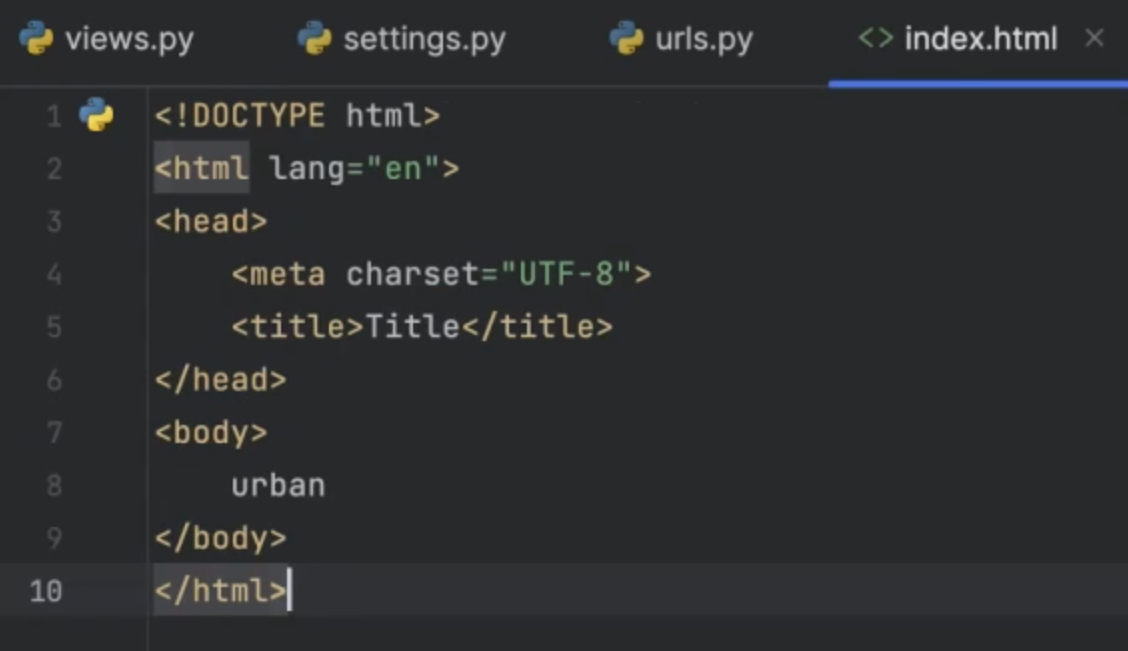 views.py settings.py urls.py <> index.html ×
1 <!DOCTYPE html>
2 <html lang="en">
3 <head>
4     <meta charset="UTF-8">
5     <title>Title</title>
6 </head>
7 <body>
8     urban
9 </body>
10 </html>